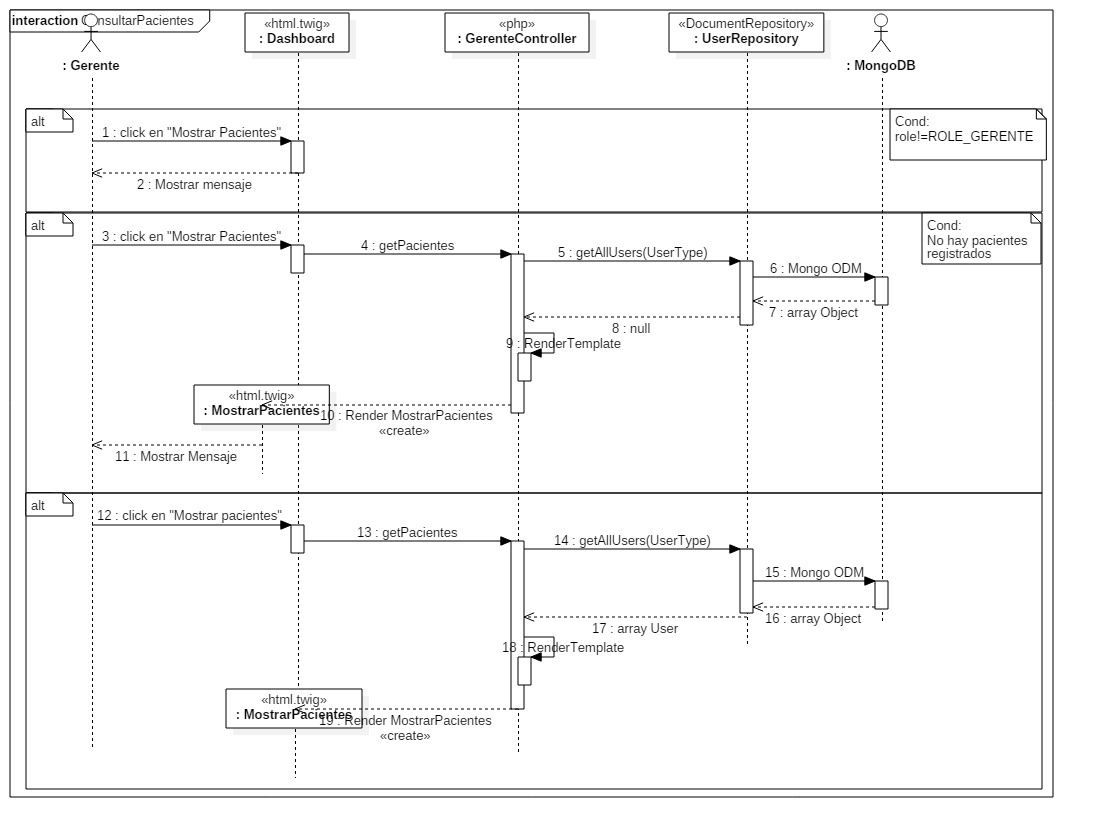 interaction ConsultarPacientes
: Gerente
«html.twig»
: Dashboard
«php»
: GerenteController
«DocumentRepository»
: UserRepository
: MongoDB
alt
Cond:
role!=ROLE_GERENTE
1 : click en "Mostrar Pacientes"
2 : Mostrar mensaje
alt
Cond:
No hay pacientes
registrados
3 : click en "Mostrar Pacientes"
4 : getPacientes
5 : getAllUsers(UserType)
6 : Mongo ODM
7 : array Object
8 : null
9 : RenderTemplate
«html.twig»
: MostrarPacientes
10 : Render MostrarPacientes
«create»
11 : Mostrar Mensaje
alt
12 : click en "Mostrar pacientes"
13 : getPacientes
14 : getAllUsers(UserType)
15 : Mongo ODM
16 : array Object
17 : array User
18 : RenderTemplate
«html.twig»
: MostrarPacientes
19 : Render MostrarPacientes
«create»